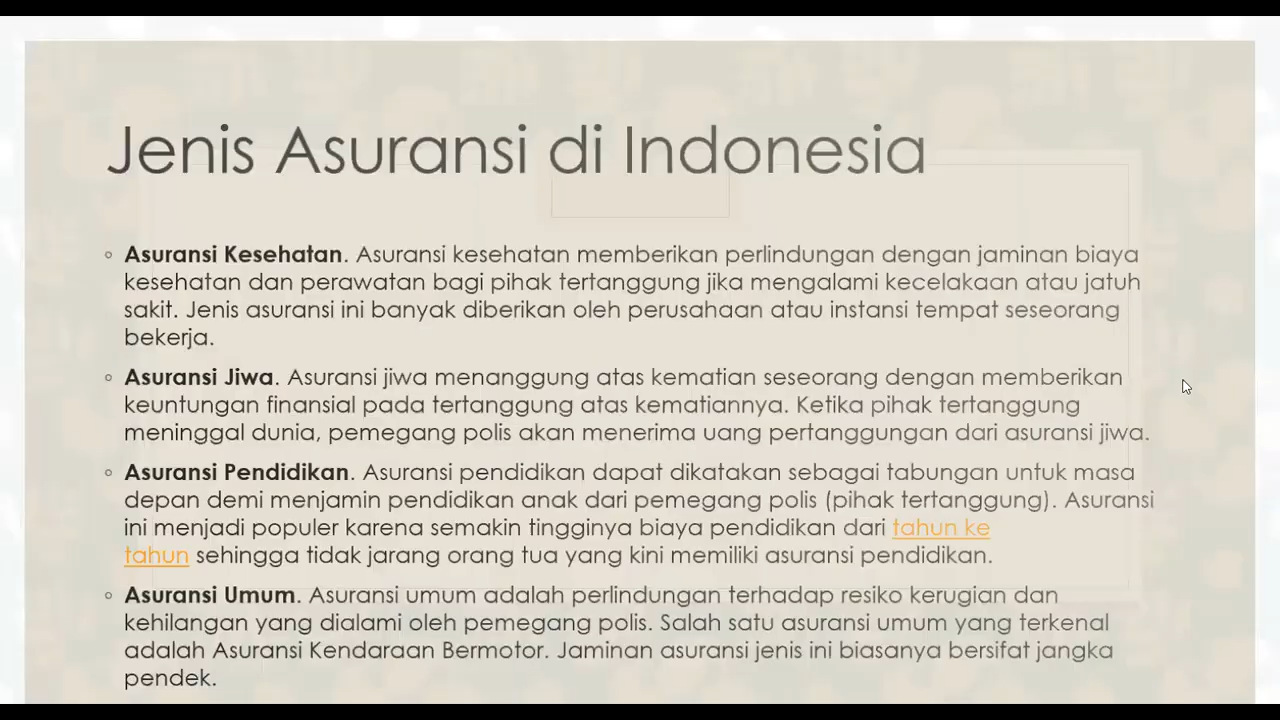 Jenis Asuransi di Indonesia
◦ Asuransi Kesehatan. Asuransi kesehatan memberikan perlindungan dengan jaminan biaya
kesehatan dan perawatan bagi pihak tertanggung jika mengalami kecelakaan atau jatuh
sakit. Jenis asuransi ini banyak diberikan oleh perusahaan atau instansi tempat seseorang
bekerja.
◦ Asuransi Jiwa. Asuransi jiwa menanggung atas kematian seseorang dengan memberikan
keuntungan finansial pada tertanggung atas kematiannya. Ketika pihak tertanggung
meninggal dunia, pemegang polis akan menerima uang pertanggungan dari asuransi jiwa.
◦ Asuransi Pendidikan. Asuransi pendidikan dapat dikatakan sebagai tabungan untuk masa
depan demi menjamin pendidikan anak dari pemegang polis (pihak tertanggung). Asuransi
ini menjadi populer karena semakin tingginya biaya pendidikan dari tahun ke
tahun sehingga tidak jarang orang tua yang kini memiliki asuransi pendidikan.
◦ Asuransi Umum. Asuransi umum adalah perlindungan terhadap resiko kerugian dan
kehilangan yang dialami oleh pemegang polis. Salah satu asuransi umum yang terkenal
adalah Asuransi Kendaraan Bermotor. Jaminan asuransi jenis ini biasanya bersifat jangka
pendek.